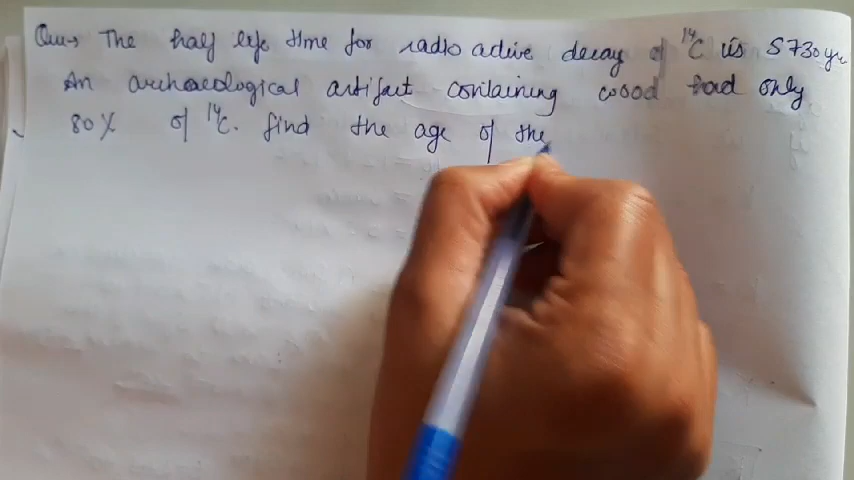 Que→ The half life time for radio active decay of ¹⁴C is 5730 yr
An archaeological artifact containing wood had only
80% of ¹⁴C. find the age of the